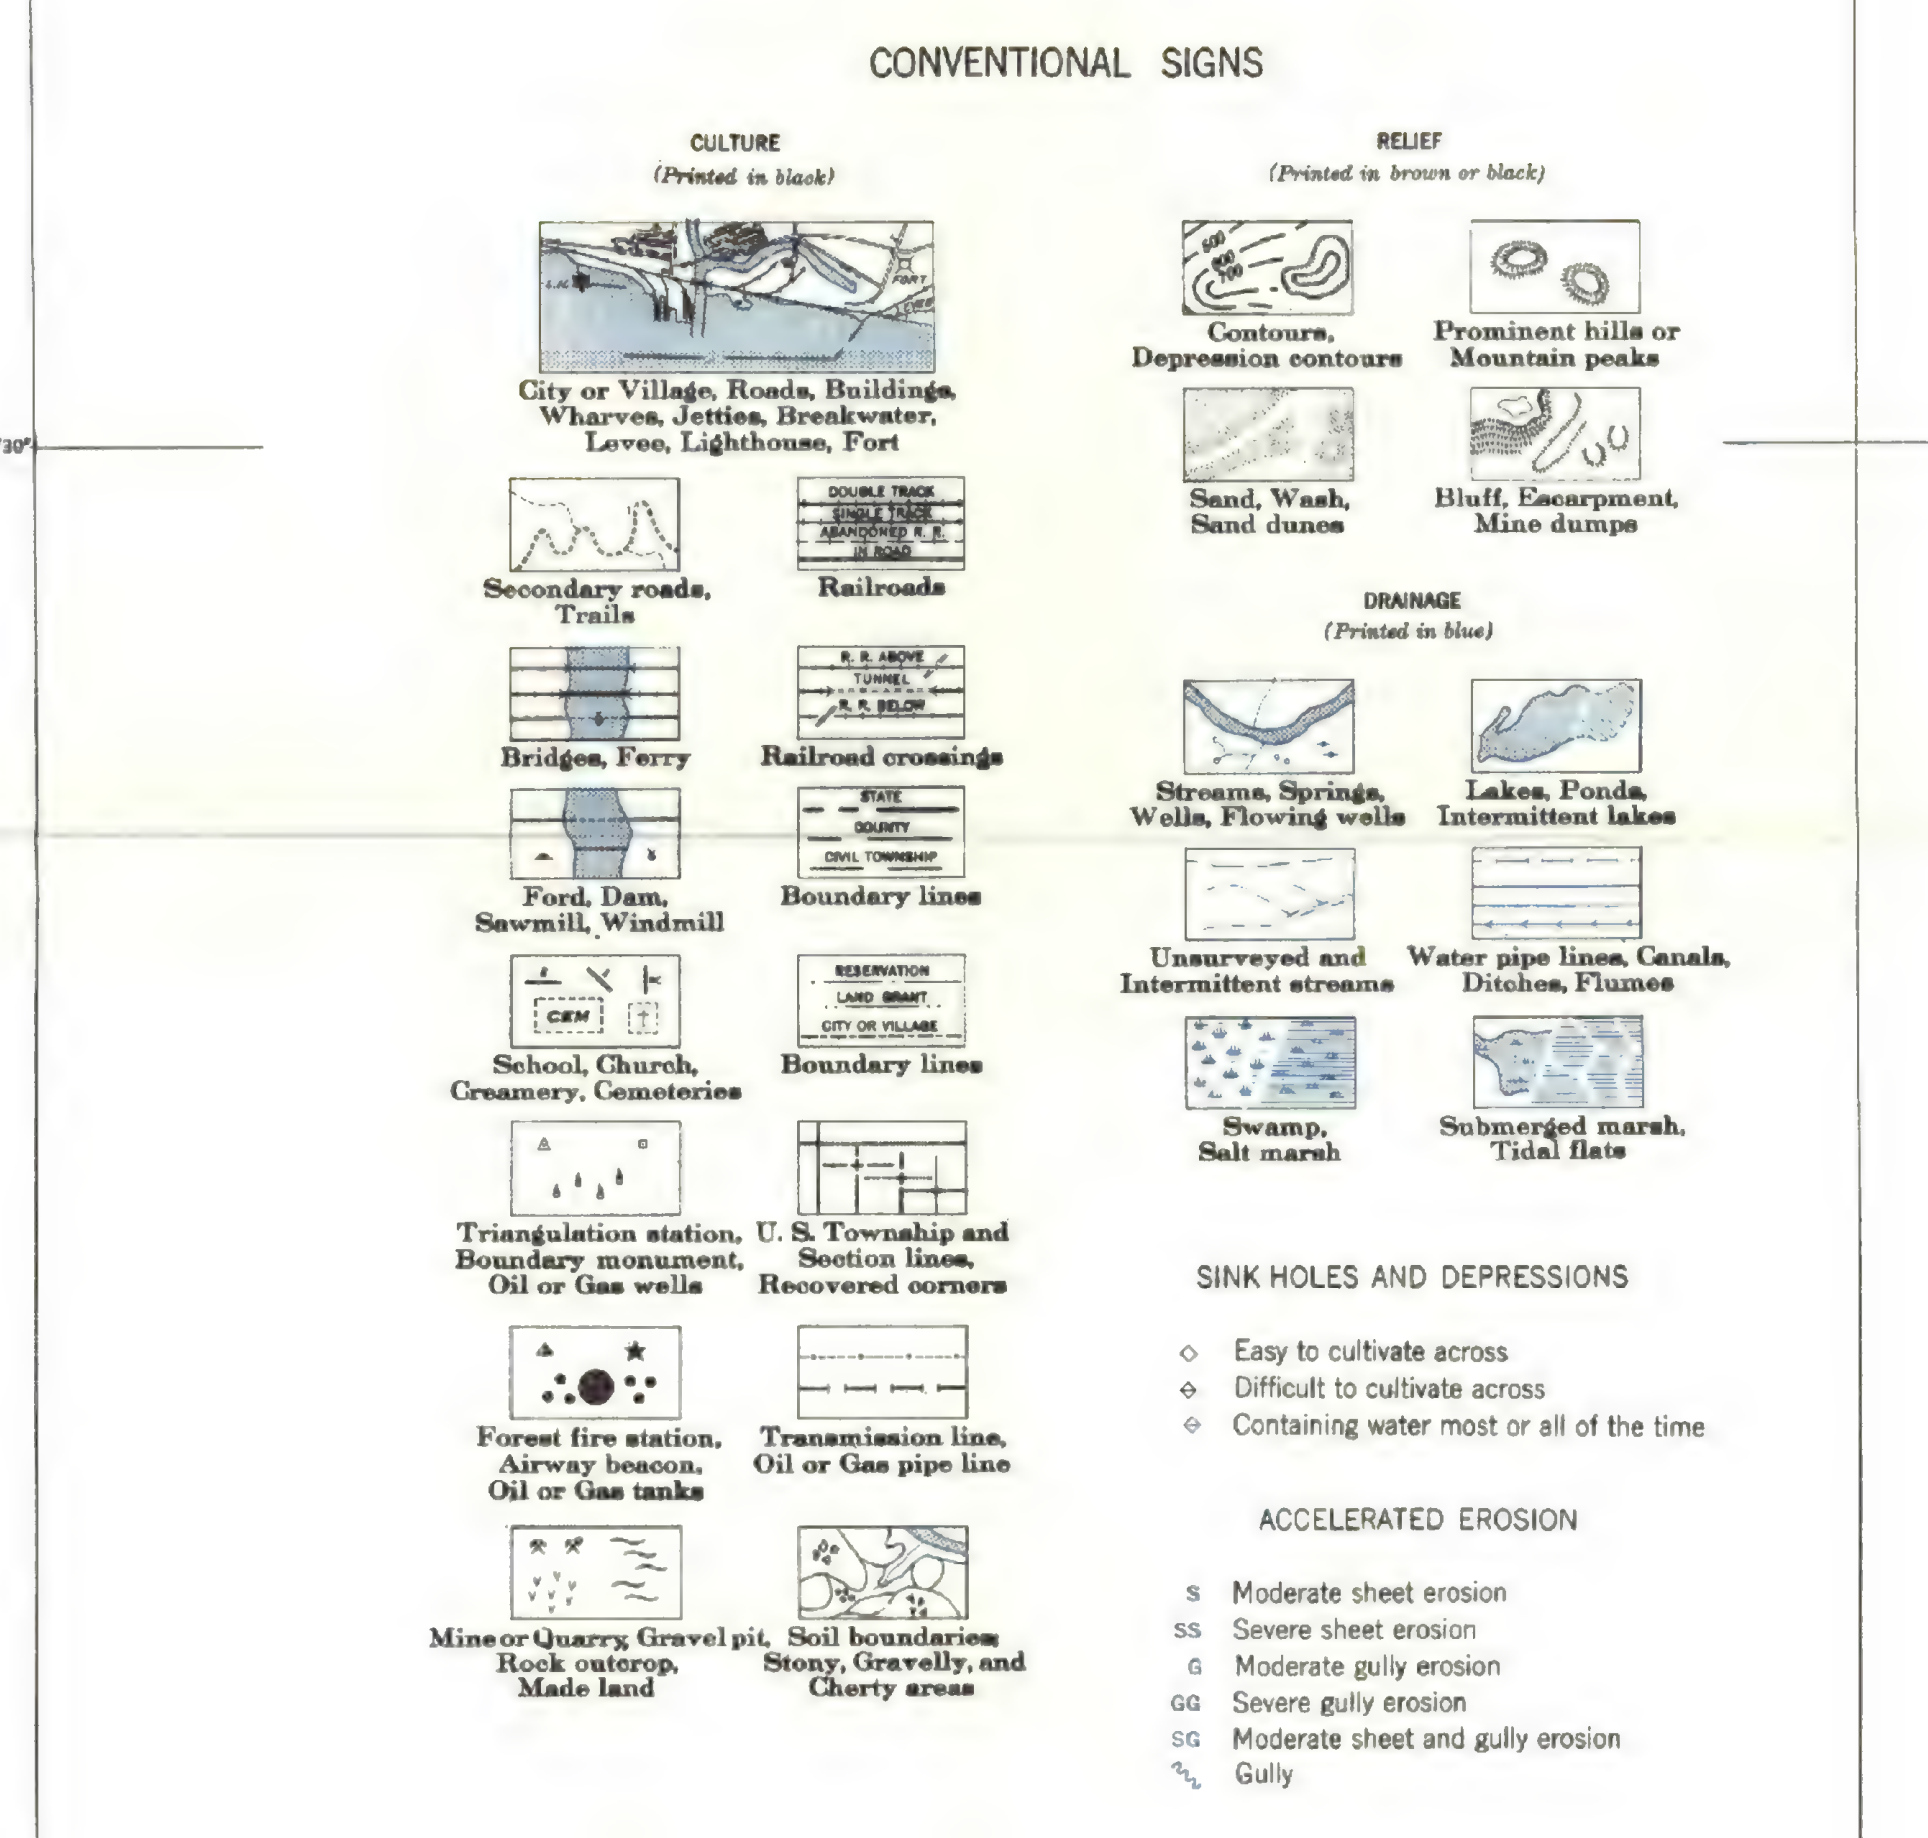 CONVENTIONAL SIGNS
CULTURE
(Printed in black)
FORT
City or Village, Roads, Buildings,
Wharves, Jetties, Breakwater,
Levee, Lighthouse, Fort
30'
Secondary roads,
Trails
DOUBLE TRACK
SINGLE TRACK
ABANDONED R. R.
IN ROAD
Railroads
Bridges, Ferry
R. R. ABOVE
TUNNEL
R. R. BELOW
Railroad crossings
Ford, Dam,
Sawmill, Windmill
STATE
COUNTY
CIVIL TOWNSHIP
Boundary lines
CEM
School, Church,
Creamery, Cemeteries
RESERVATION
LAND GRANT
CITY OR VILLAGE
Boundary lines
Triangulation station,
Boundary monument,
Oil or Gas wells
U. S. Township and
Section lines,
Recovered corners
Forest fire station,
Airway beacon,
Oil or Gas tanks
Transmission line,
Oil or Gas pipe line
Mine or Quarry, Gravel pit,
Rock outcrop,
Made land
Soil boundaries
Stony, Gravelly, and
Cherty areas
RELIEF
(Printed in brown or black)
500
600
700
Contours,
Depression contours
Prominent hills or
Mountain peaks
Sand, Wash,
Sand dunes
Bluff, Escarpment,
Mine dumps
DRAINAGE
(Printed in blue)
Streams, Springs,
Wells, Flowing wells
Lakes, Ponds,
Intermittent lakes
Unsurveyed and
Intermittent streams
Water pipe lines, Canals,
Ditches, Flumes
Swamp,
Salt marsh
Submerged marsh,
Tidal flats
SINK HOLES AND DEPRESSIONS
Easy to cultivate across
Difficult to cultivate across
Containing water most or all of the time
ACCELERATED EROSION
S Moderate sheet erosion
SS Severe sheet erosion
G Moderate gully erosion
GG Severe gully erosion
SG Moderate sheet and gully erosion
Gully